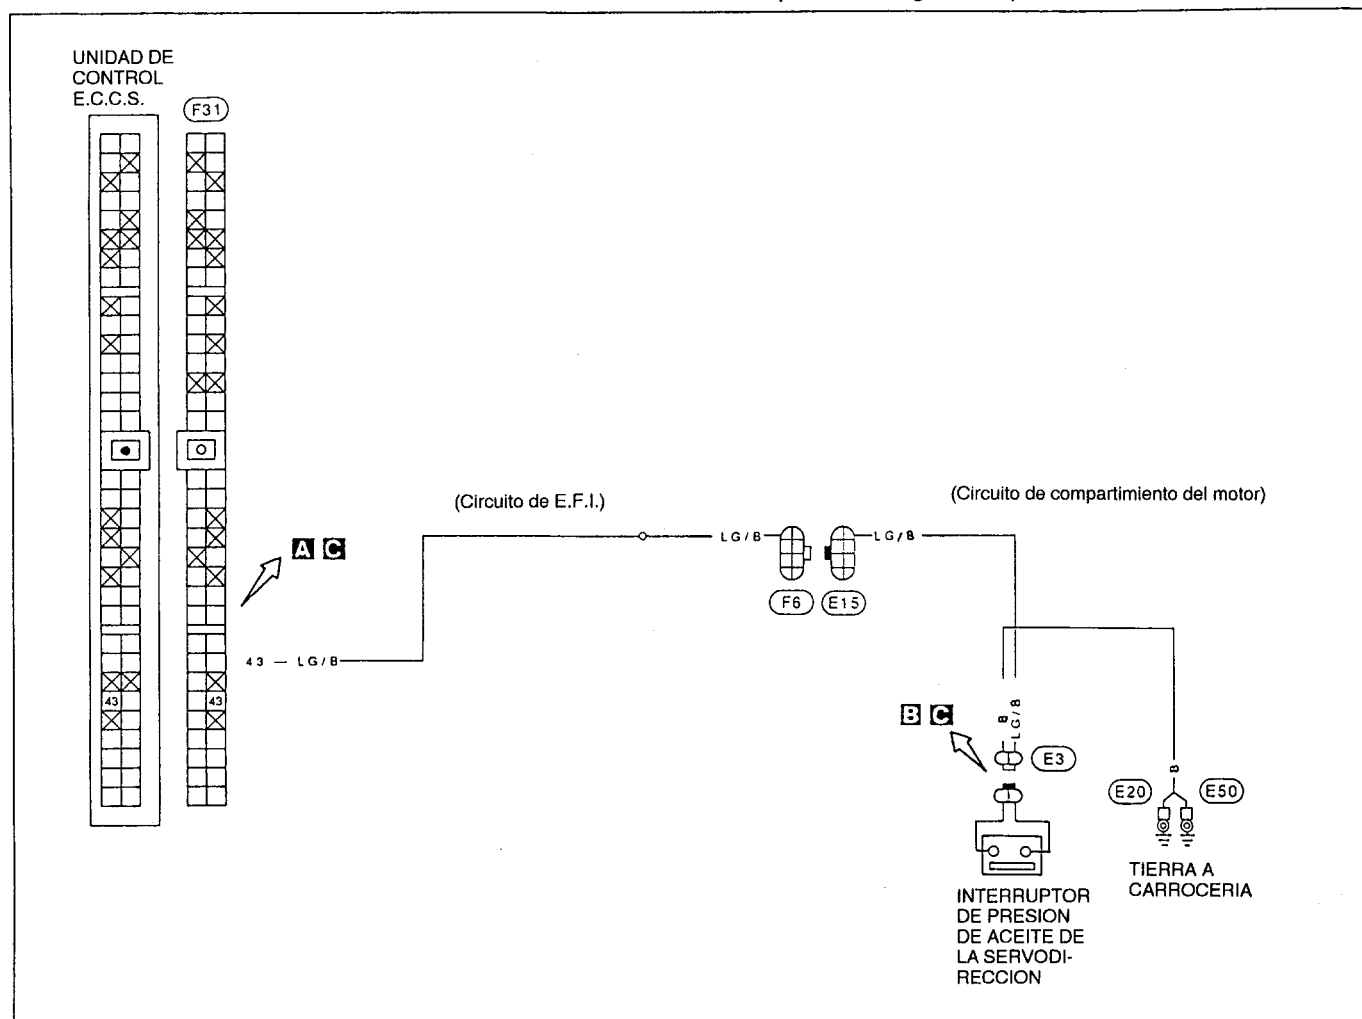 UNIDAD DE
CONTROL
E.C.C.S.
F31
(Circuito de E.F.I.)
(Circuito de compartimiento del motor)
A C
LG/B
LG/B
F6
E15
43 — LG/B
43
43
B C
B
LG/B
E3
B
E20
E50
TIERRA A
CARROCERIA
INTERRUPTOR
DE PRESION
DE ACEITE DE
LA SERVODI-
RECCION